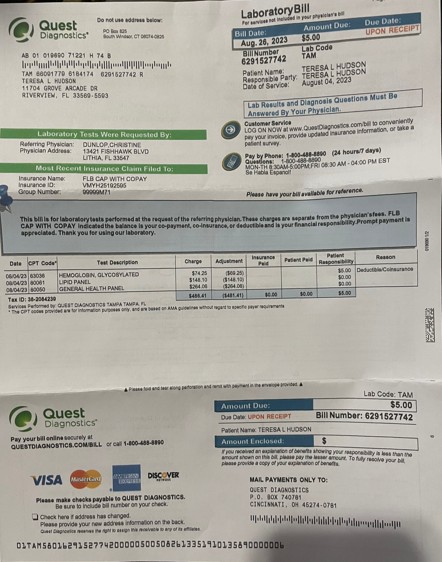 Quest
Diagnostics®
Do not use address below:
PO Box 825
South Windsor, CT 06074-0825
Laboratory Bill
For services not included in your physician's bill
Bill Date:
Amount Due:
Due Date:
Aug. 26, 2023
$5.00
UPON RECEIPT
Bill Number
6291527742
Lab Code
TAM
Patient Name:
TERESA L HUDSON
Responsible Party:
TERESA L HUDSON
Date of Service:
August 04, 2023
AB 01 019690 71221 H 74 B
TAM 66091779 8184174 6291527742 R
TERESA L HUDSON
11704 GROVE ARCADE DR
RIVERVIEW, FL 33569-5593
Lab Results and Diagnosis Questions Must Be
Answered By Your Physician.
Customer Service
LOG ON NOW at www.QuestDiagnostics.com/bill to conveniently
pay your invoice, provide updated insurance information, or take a
patient survey.
Pay by Phone: 1-800-488-8890 (24 hours/7 days)
Questions: 1-800-488-8890
MON-TH 8:30AM-5:00PM;FRI 08:30 AM - 04:00 PM EST
Se Habla Espanol!
Laboratory Tests Were Requested By:
Referring Physician: DUNLOP,CHRISTINE
Physician Address: 13421 FISHHAWK BLVD
LITHIA, FL 33547
Most Recent Insurance Claim Filed To:
Insurance Name: FLB CAP WITH COPAY
Insurance ID: VMYH25192595
Group Number: 99999M71
Please have your bill available for reference.
This bill is for laboratory tests performed at the request of the referring physician. These charges are separate from the physician's fees. FLB
CAP WITH COPAY indicated the balance is your co-payment, co-insurance, or deductible and is your financial responsibility. Prompt payment is
appreciated. Thank you for using our laboratory.
Date CPT Code* Test Description Charge Adjustment Insurance Paid Patient Paid Patient Responsibility Reason
08/04/23 83036 HEMOGLOBIN, GLYCOSYLATED $74.25 ($69.25) $5.00 Deductible/Coinsurance
08/04/23 80061 LIPID PANEL $148.10 ($148.10) $0.00
08/04/23 80050 GENERAL HEALTH PANEL $264.06 ($264.06) $0.00
$486.41 ($481.41) $0.00 $0.00 $5.00
Tax ID: 38-2084239
Services Performed by: QUEST DIAGNOSTICS TAMPA TAMPA, FL
* The CPT codes provided are for information purposes only, and are based on AMA guidelines without regard to specific payer requirements
▲ Please fold and tear along perforation and remit with payment in the envelope provided. ▲
Quest
Diagnostics®
Lab Code: TAM
Amount Due:
$5.00
Due Date: UPON RECEIPT
Bill Number: 6291527742
Patient Name: TERESA L HUDSON
Amount Enclosed:
$
Pay your bill online securely at
QUESTDIAGNOSTICS.COM/BILL or call 1-800-488-8890
If you received an explanation of benefits showing your responsibility is less than the
amount shown on this bill, please pay the lesser amount. To fully resolve your bill,
please provide a copy of your explanation of benefits.
VISA
MasterCard
AMERICAN EXPRESS
DISCOVER
NETWORK
MAIL PAYMENTS ONLY TO:
QUEST DIAGNOSTICS
P.O. BOX 740781
CINCINNATI, OH 45274-0781
Please make checks payable to QUEST DIAGNOSTICS.
Be sure to include bill number on your check.
Check here if address has changed.
Please provide your new address information on the back.
Quest Diagnostics reserves the right to assign this receivable to any of its affiliates.